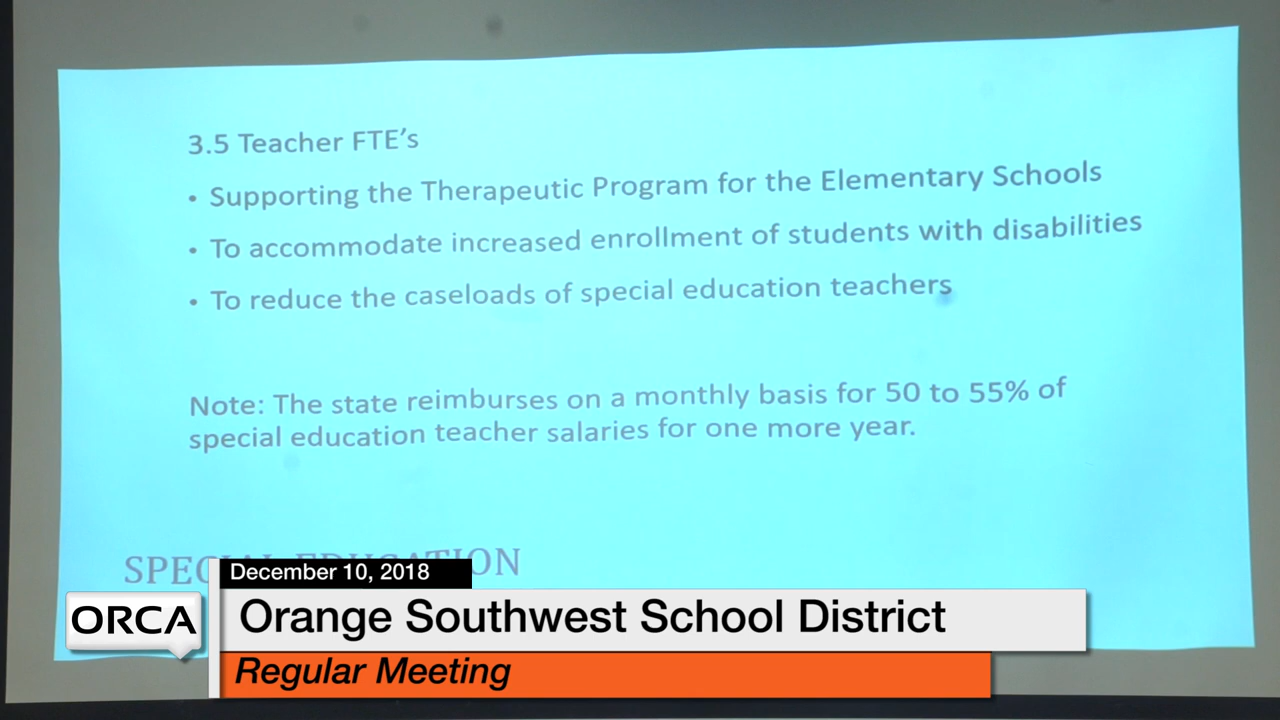 3.5 Teacher FTE's
• Supporting the Therapeutic Program for the Elementary Schools
• To accommodate increased enrollment of students with disabilities
• To reduce the caseloads of special education teachers
Note: The state reimburses on a monthly basis for 50 to 55% of
special education teacher salaries for one more year.
SPECIAL EDUCATION
December 10, 2018
ORCA
Orange Southwest School District
Regular Meeting